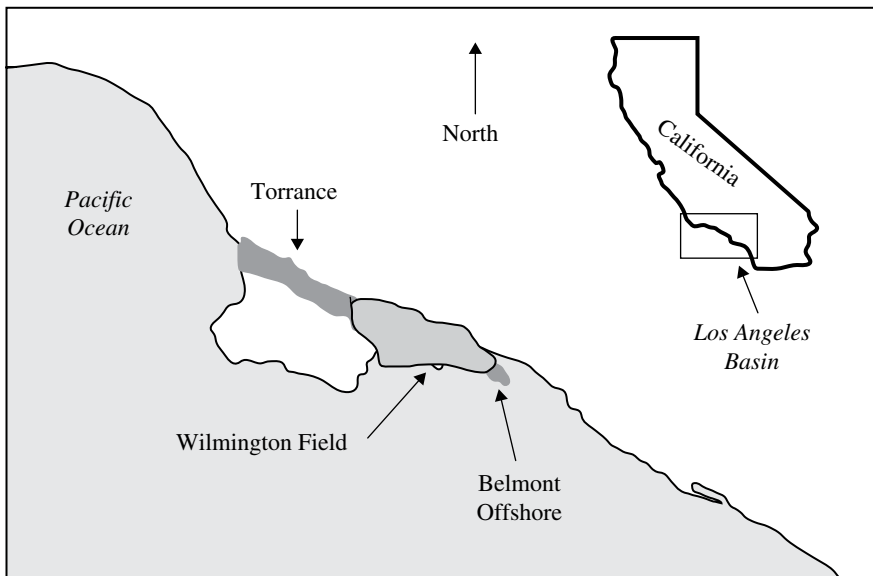 North
California
Pacific
Ocean
Torrance
Los Angeles
Basin
Wilmington Field
Belmont
Offshore